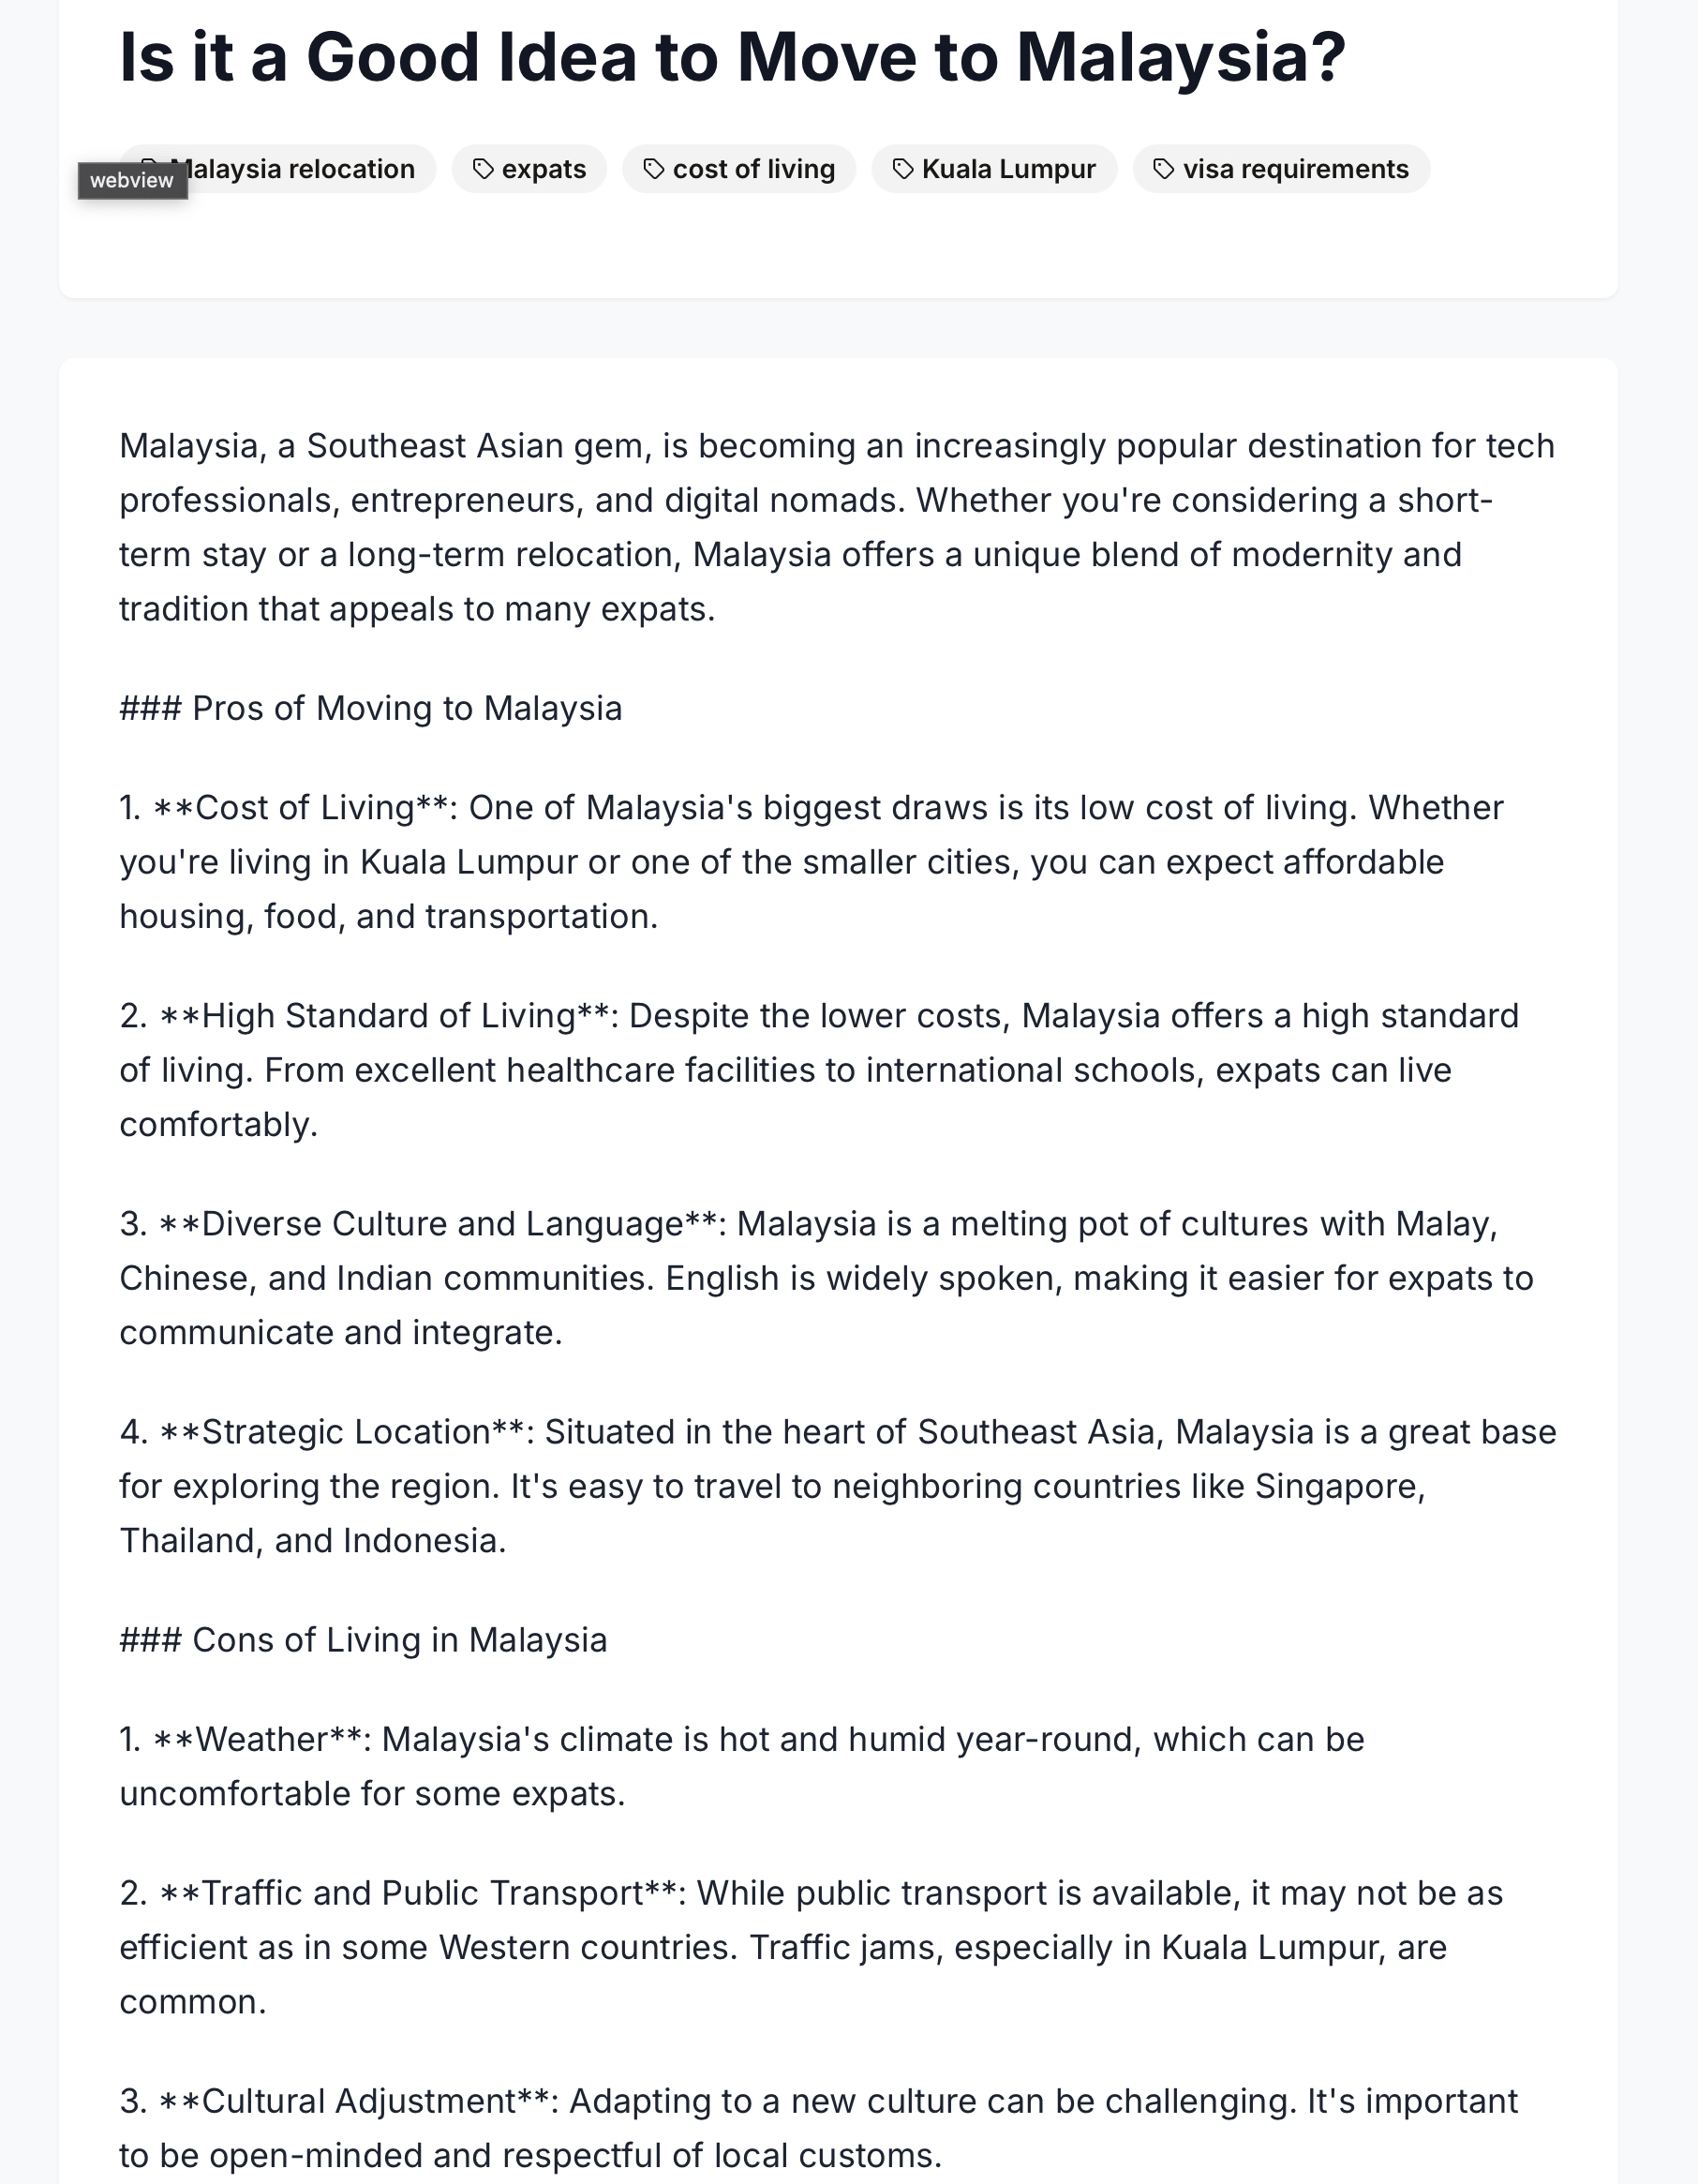 Is it a Good Idea to Move to Malaysia?
Malaysia relocation
expats
cost of living
Kuala Lumpur
visa requirements
webview
Malaysia, a Southeast Asian gem, is becoming an increasingly popular destination for tech
professionals, entrepreneurs, and digital nomads. Whether you're considering a short-
term stay or a long-term relocation, Malaysia offers a unique blend of modernity and
tradition that appeals to many expats.
### Pros of Moving to Malaysia
1. **Cost of Living**: One of Malaysia's biggest draws is its low cost of living. Whether
you're living in Kuala Lumpur or one of the smaller cities, you can expect affordable
housing, food, and transportation.
2. **High Standard of Living**: Despite the lower costs, Malaysia offers a high standard
of living. From excellent healthcare facilities to international schools, expats can live
comfortably.
3. **Diverse Culture and Language**: Malaysia is a melting pot of cultures with Malay,
Chinese, and Indian communities. English is widely spoken, making it easier for expats to
communicate and integrate.
4. **Strategic Location**: Situated in the heart of Southeast Asia, Malaysia is a great base
for exploring the region. It's easy to travel to neighboring countries like Singapore,
Thailand, and Indonesia.
### Cons of Living in Malaysia
1. **Weather**: Malaysia's climate is hot and humid year-round, which can be
uncomfortable for some expats.
2. **Traffic and Public Transport**: While public transport is available, it may not be as
efficient as in some Western countries. Traffic jams, especially in Kuala Lumpur, are
common.
3. **Cultural Adjustment**: Adapting to a new culture can be challenging. It's important
to be open-minded and respectful of local customs.